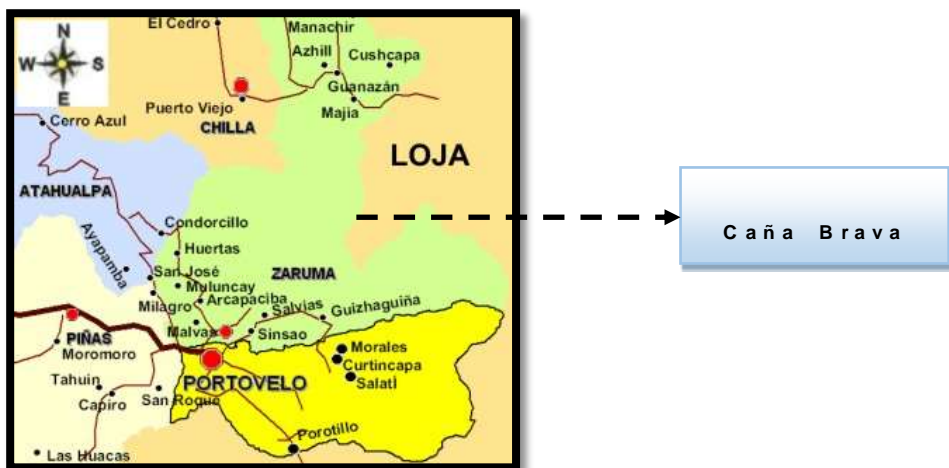 N
W S
E
El Cedro
Manachir
Azhill
Cushcapa
Guanazán
Majia
Puerto Viejo
CHILLA
Cerro Azul
LOJA
ATAHUALPA
Ayapamba
Condorcillo
Huertas
San José
Muluncay
ZARUMA
Milagro
Arcapaciba
Salvias
Guizhaguiña
Malvas
Sinsao
PIÑAS
Moromoro
Morales
Curtincapa
Salatí
PORTOVELO
Tahuin
Capiro
San Roque
Porotillo
Las Huacas
Caña Brava